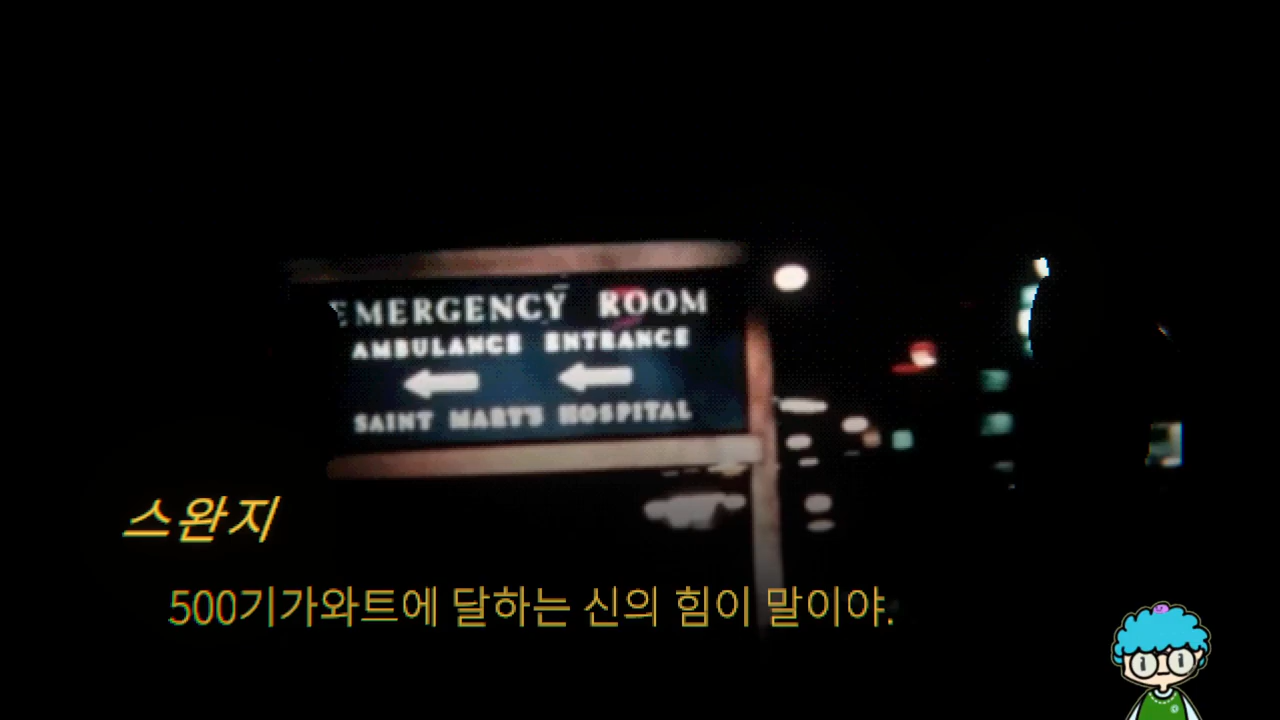 EMERGENCY ROOM
AMBULANCE ENTRANCE
SAINT MARY'S HOSPITAL
스완지
500기가와트에 달하는 신의 힘이 말이야.